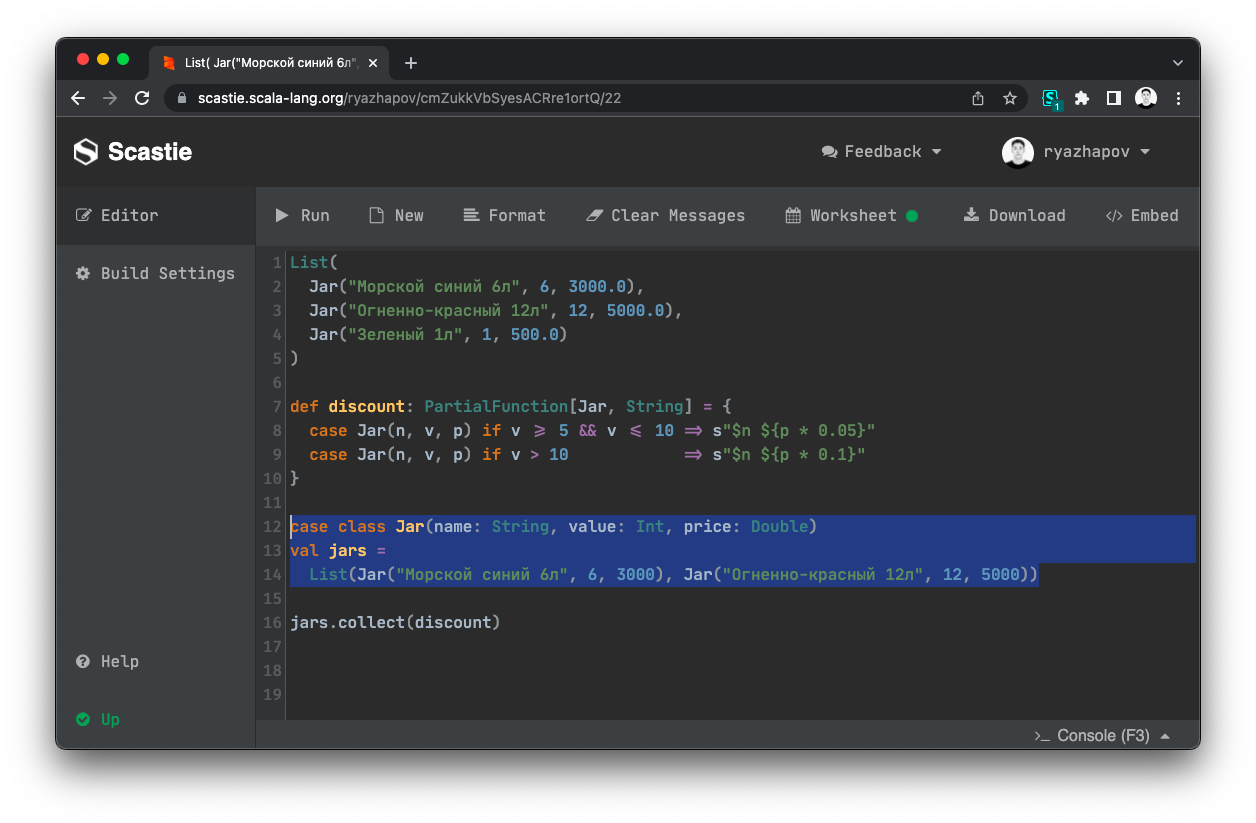 List( Jar("Морской синий 6л",
scastie.scala-lang.org/ryazhapov/cmZukkVbSyesACRre1ortQ/22
1
Scastie
Feedback
ryazhapov
Editor
Run
New
Format
Clear Messages
Worksheet
Download
</> Embed
Build Settings
1 List(
2   Jar("Морской синий 6л", 6, 3000.0),
3   Jar("Огненно-красный 12л", 12, 5000.0),
4   Jar("Зеленый 1л", 1, 500.0)
5 )
6
7 def discount: PartialFunction[Jar, String] = {
8   case Jar(n, v, p) if v ⩾ 5 && v ⩽ 10 ⇒ s"$n ${p * 0.05}"
9   case Jar(n, v, p) if v > 10            ⇒ s"$n ${p * 0.1}"
10 }
11
12 case class Jar(name: String, value: Int, price: Double)
13 val jars =
14   List(Jar("Морской синий 6л", 6, 3000), Jar("Огненно-красный 12л", 12, 5000))
15
16 jars.collect(discount)
17
18
19
Help
Up
>_ Console (F3)